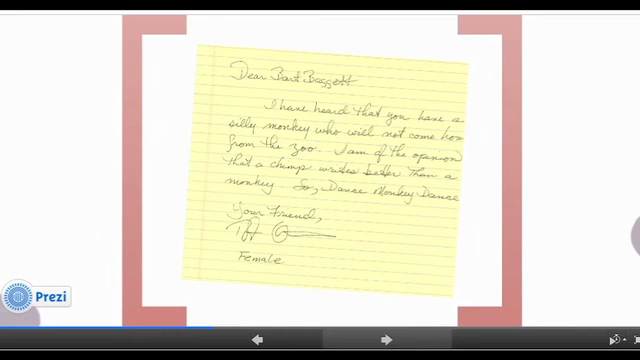 Dear Bart Baggett
I have heard that you have a
silly monkey who will not come hom
from the zoo. I am of the opinion
that a chimp writes better than a
monkey So, Dance Monkey Dance
Your Friend,
Female
Prezi